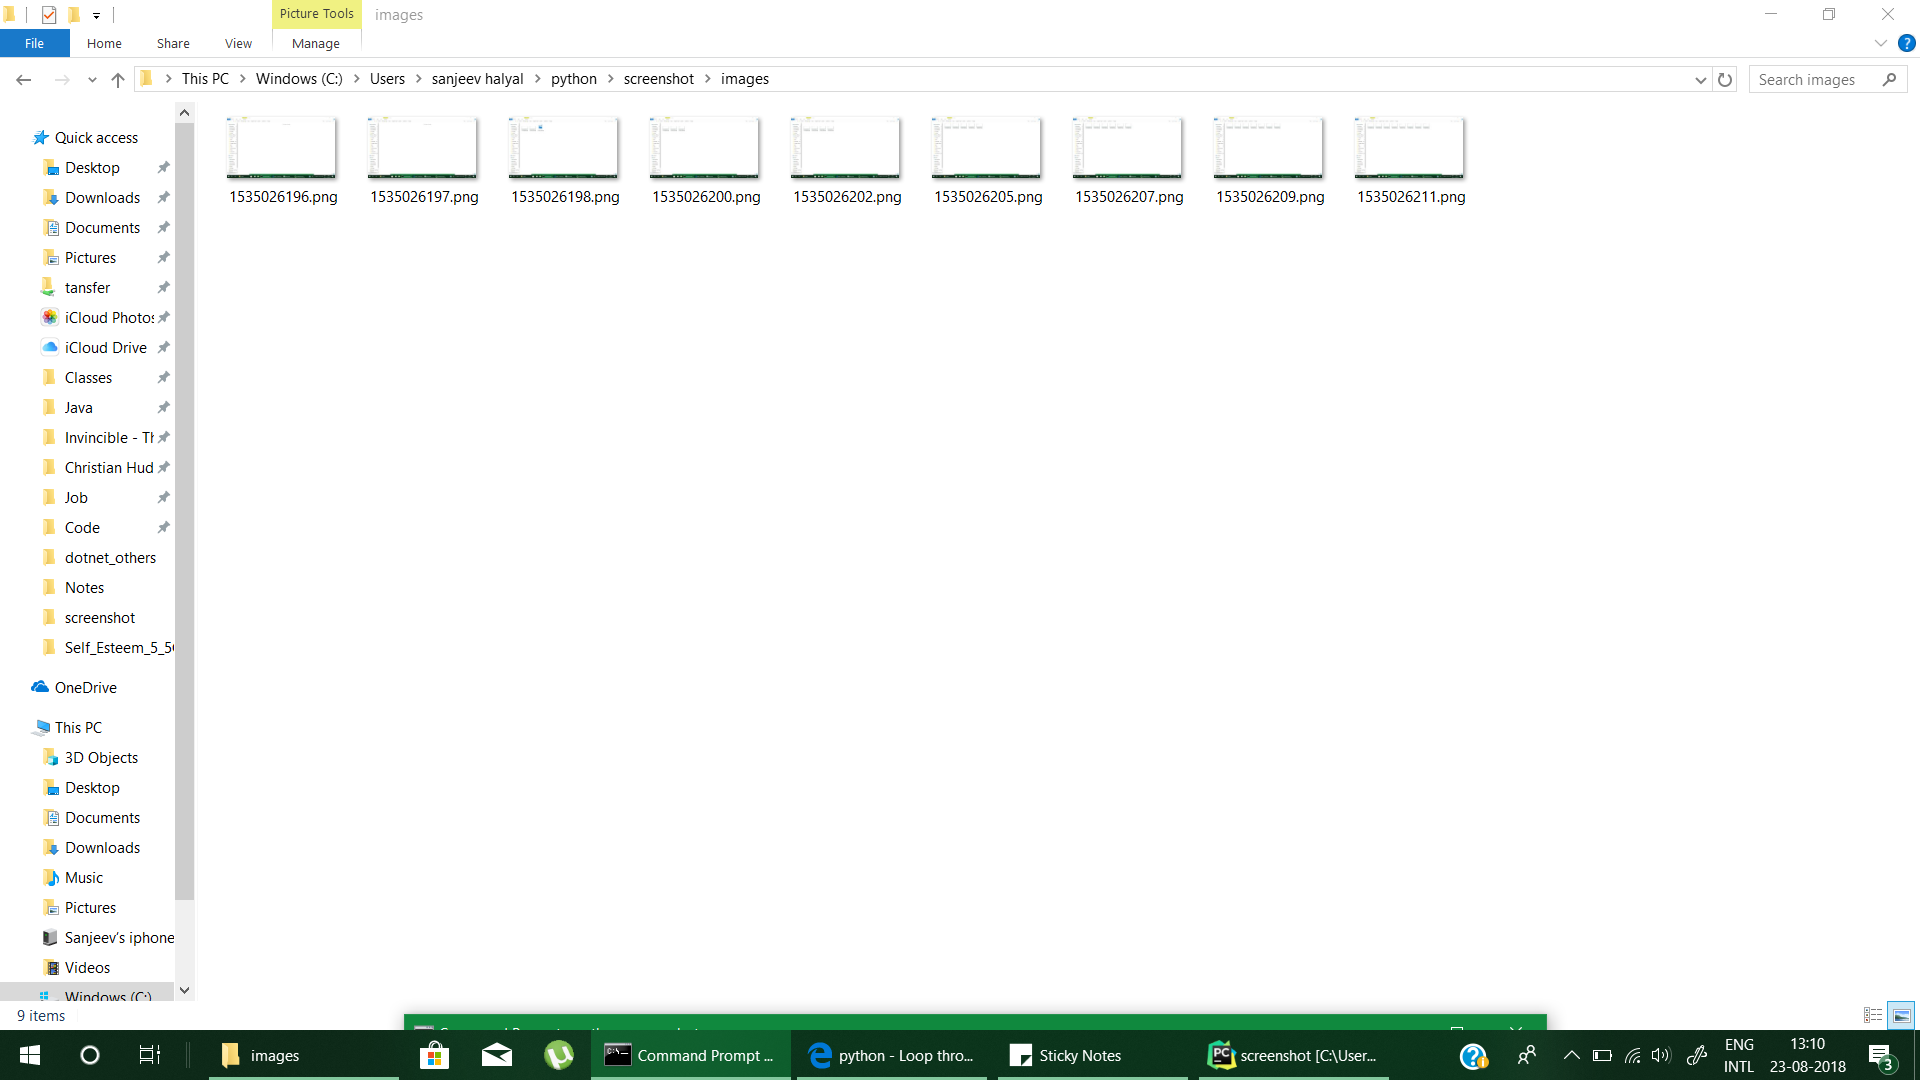 Picture Tools
images
File
Home
Share
View
Manage
?
This PC
Windows (C:)
Users
sanjeev halyal
python
screenshot
images
Search images
Quick access
Desktop
Downloads
Documents
Pictures
tansfer
iCloud Photos
iCloud Drive
Classes
Java
Invincible - Th
Christian Hud
Job
Code
dotnet_others
Notes
screenshot
Self_Esteem_5_5
OneDrive
This PC
3D Objects
Desktop
Documents
Downloads
Music
Pictures
Sanjeev's iphone
Videos
Windows (C:)
1535026196.png
1535026197.png
1535026198.png
1535026200.png
1535026202.png
1535026205.png
1535026207.png
1535026209.png
1535026211.png
9 items
images
C:\
Command Prompt ...
python - Loop thro...
Sticky Notes
PC
screenshot [C:\User...
?
ENG
INTL
13:10
23-08-2018
3